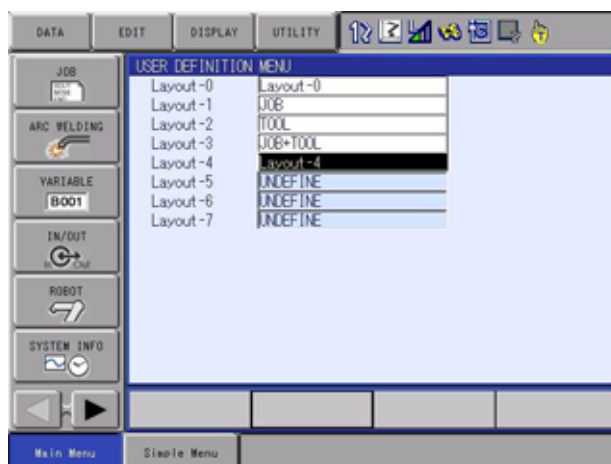 DATA EDIT DISPLAY UTILITY
JOB
ARC WELDING
VARIABLE
B001
IN/OUT
In Out
ROBOT
SYSTEM INFO
USER DEFINITION MENU
Layout-0 Layout-0
Layout-1 JOB
Layout-2 TOOL
Layout-3 JOB+TOOL
Layout-4 Layout-4
Layout-5 UNDEFINE
Layout-6 UNDEFINE
Layout-7 UNDEFINE
Main Menu Simple Menu